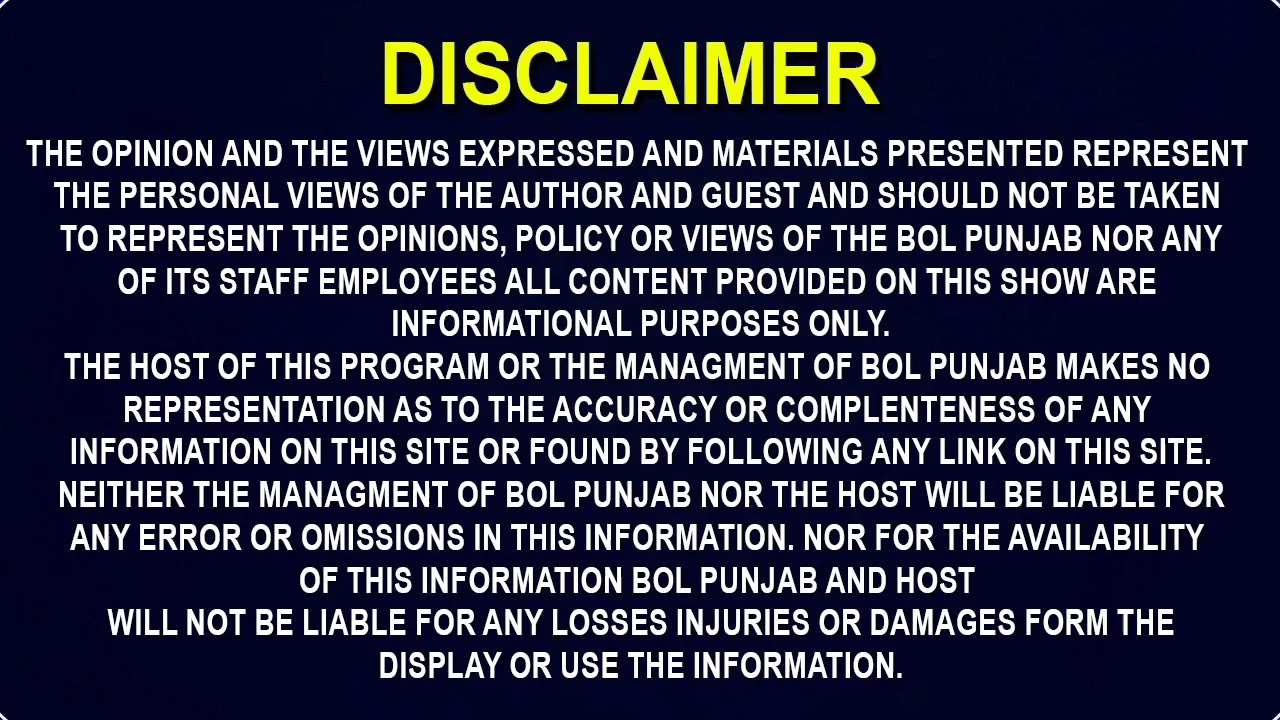 DISCLAIMER
THE OPINION AND THE VIEWS EXPRESSED AND MATERIALS PRESENTED REPRESENT
THE PERSONAL VIEWS OF THE AUTHOR AND GUEST AND SHOULD NOT BE TAKEN
TO REPRESENT THE OPINIONS, POLICY OR VIEWS OF THE BOL PUNJAB NOR ANY
OF ITS STAFF EMPLOYEES ALL CONTENT PROVIDED ON THIS SHOW ARE
INFORMATIONAL PURPOSES ONLY.
THE HOST OF THIS PROGRAM OR THE MANAGMENT OF BOL PUNJAB MAKES NO
REPRESENTATION AS TO THE ACCURACY OR COMPLENTENESS OF ANY
INFORMATION ON THIS SITE OR FOUND BY FOLLOWING ANY LINK ON THIS SITE.
NEITHER THE MANAGMENT OF BOL PUNJAB NOR THE HOST WILL BE LIABLE FOR
ANY ERROR OR OMISSIONS IN THIS INFORMATION. NOR FOR THE AVAILABILITY
OF THIS INFORMATION BOL PUNJAB AND HOST
WILL NOT BE LIABLE FOR ANY LOSSES INJURIES OR DAMAGES FORM THE
DISPLAY OR USE THE INFORMATION.